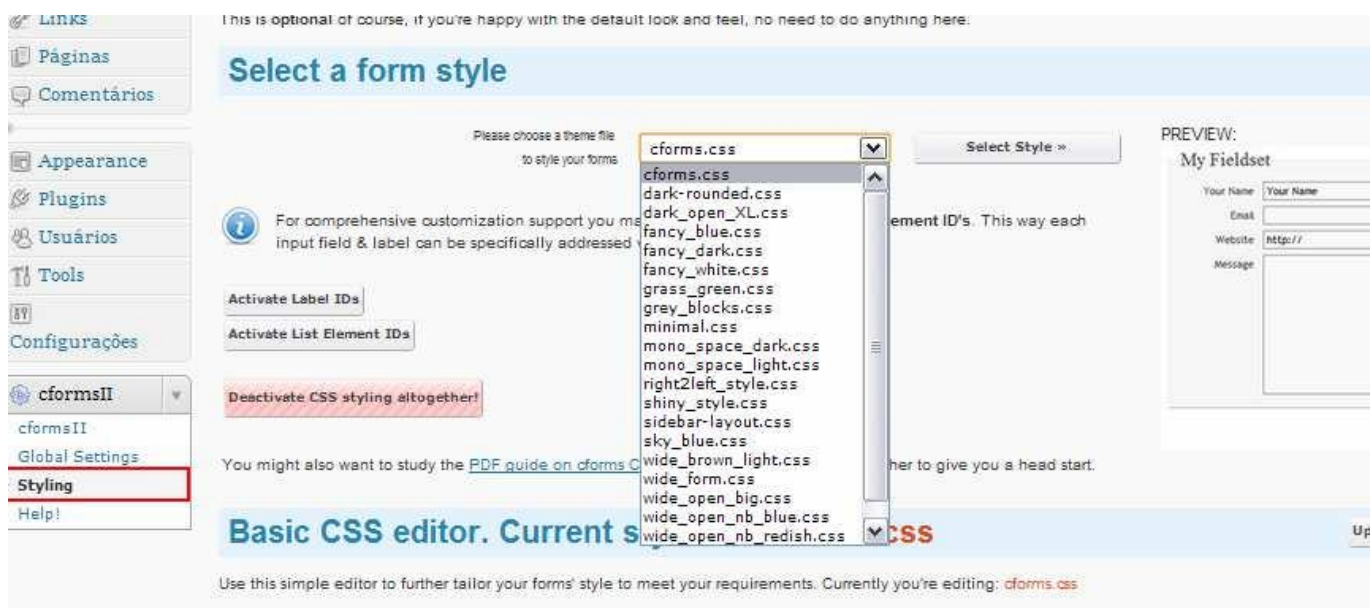 Links
Páginas
Comentários
Appearance
Plugins
Usuários
Tools
Configurações
cformsII
cformsII
Global Settings
Styling
Help!
This is optional of course, if you're happy with the default look and feel, no need to do anything here.
Select a form style
Please choose a theme file
to style your forms
cforms.css
Select Style »
cforms.css
dark-rounded.css
dark_open_XL.css
fancy_blue.css
fancy_dark.css
fancy_white.css
grass_green.css
grey_blocks.css
minimal.css
mono_space_dark.css
mono_space_light.css
right2left_style.css
shiny_style.css
sidebar-layout.css
sky_blue.css
wide_brown_light.css
wide_form.css
wide_open_big.css
wide_open_nb_blue.css
wide_open_nb_redish.css
PREVIEW:
My Fieldset
Your Name Your Name
Email
Website http://
Message
For comprehensive customization support you ma ement ID's. This way each
input field & label can be specifically addressed
Activate Label IDs
Activate List Element IDs
Deactivate CSS styling altogether!
You might also want to study the PDF guide on cforms C her to give you a head start.
Basic CSS editor. Current s css
Up
Use this simple editor to further tailor your forms' style to meet your requirements. Currently you're editing: cforms.css